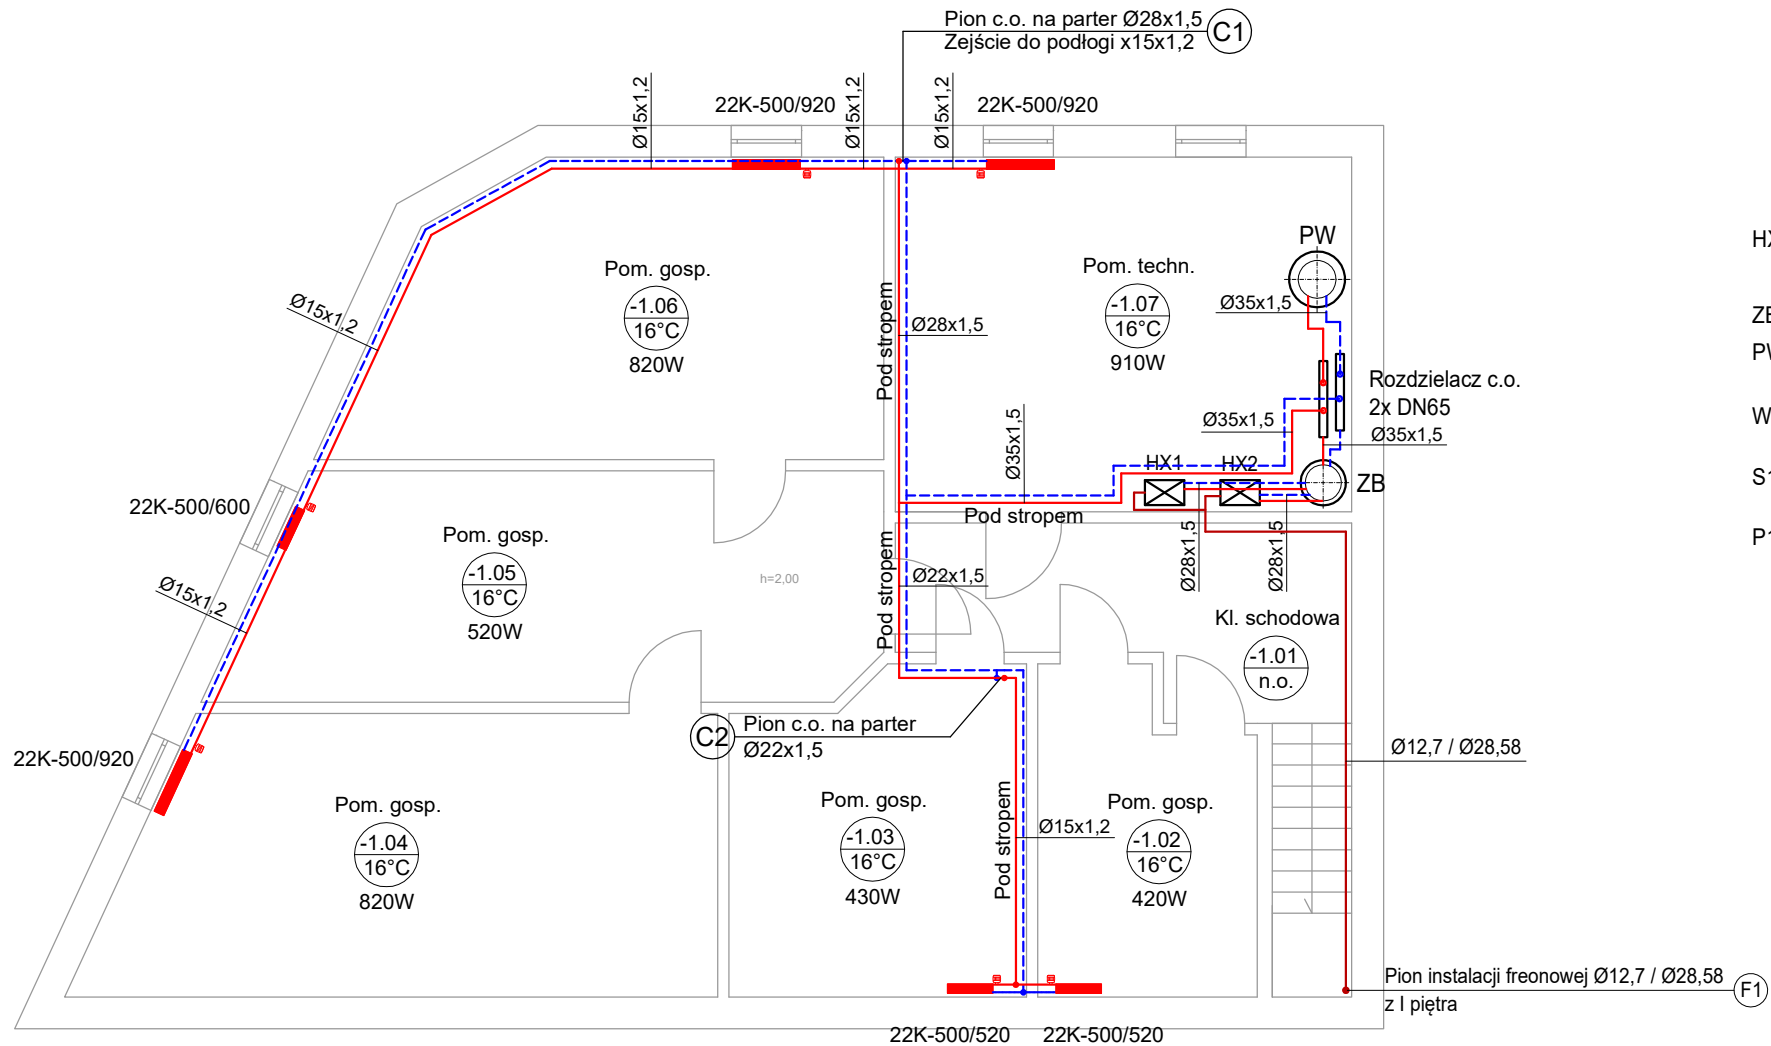 Pion c.o. na parter Ø28x1,5
Zejście do podłogi x15x1,2
C1
Ø15x1,2
22K-500/920
Ø15x1,2
Ø15x1,2
22K-500/920
Pom. gosp.
-1.06
16°C
820W
Pod stropem
Ø28x1,5
Pom. techn.
-1.07
16°C
910W
PW
Ø35x1,5
Rozdzielacz c.o.
2x DN65
Ø35x1,5
Ø35x1,5
Ø35x1,5
HX1
HX2
ZB
Pod stropem
Ø28x1,5
Ø28x1,5
Ø15x1,2
22K-500/600
Ø15x1,2
Pom. gosp.
-1.05
16°C
520W
h=2,00
Pod stropem
Ø22x1,5
Kl. schodowa
-1.01
n.o.
C2
Pion c.o. na parter
Ø22x1,5
22K-500/920
Pom. gosp.
-1.04
16°C
820W
Pom. gosp.
-1.03
16°C
430W
Pod stropem
Ø15x1,2
Pom. gosp.
-1.02
16°C
420W
Ø12,7 / Ø28,58
Pion instalacji freonowej Ø12,7 / Ø28,58
z I piętra
F1
22K-500/520
22K-500/520
ZB
S1
P1